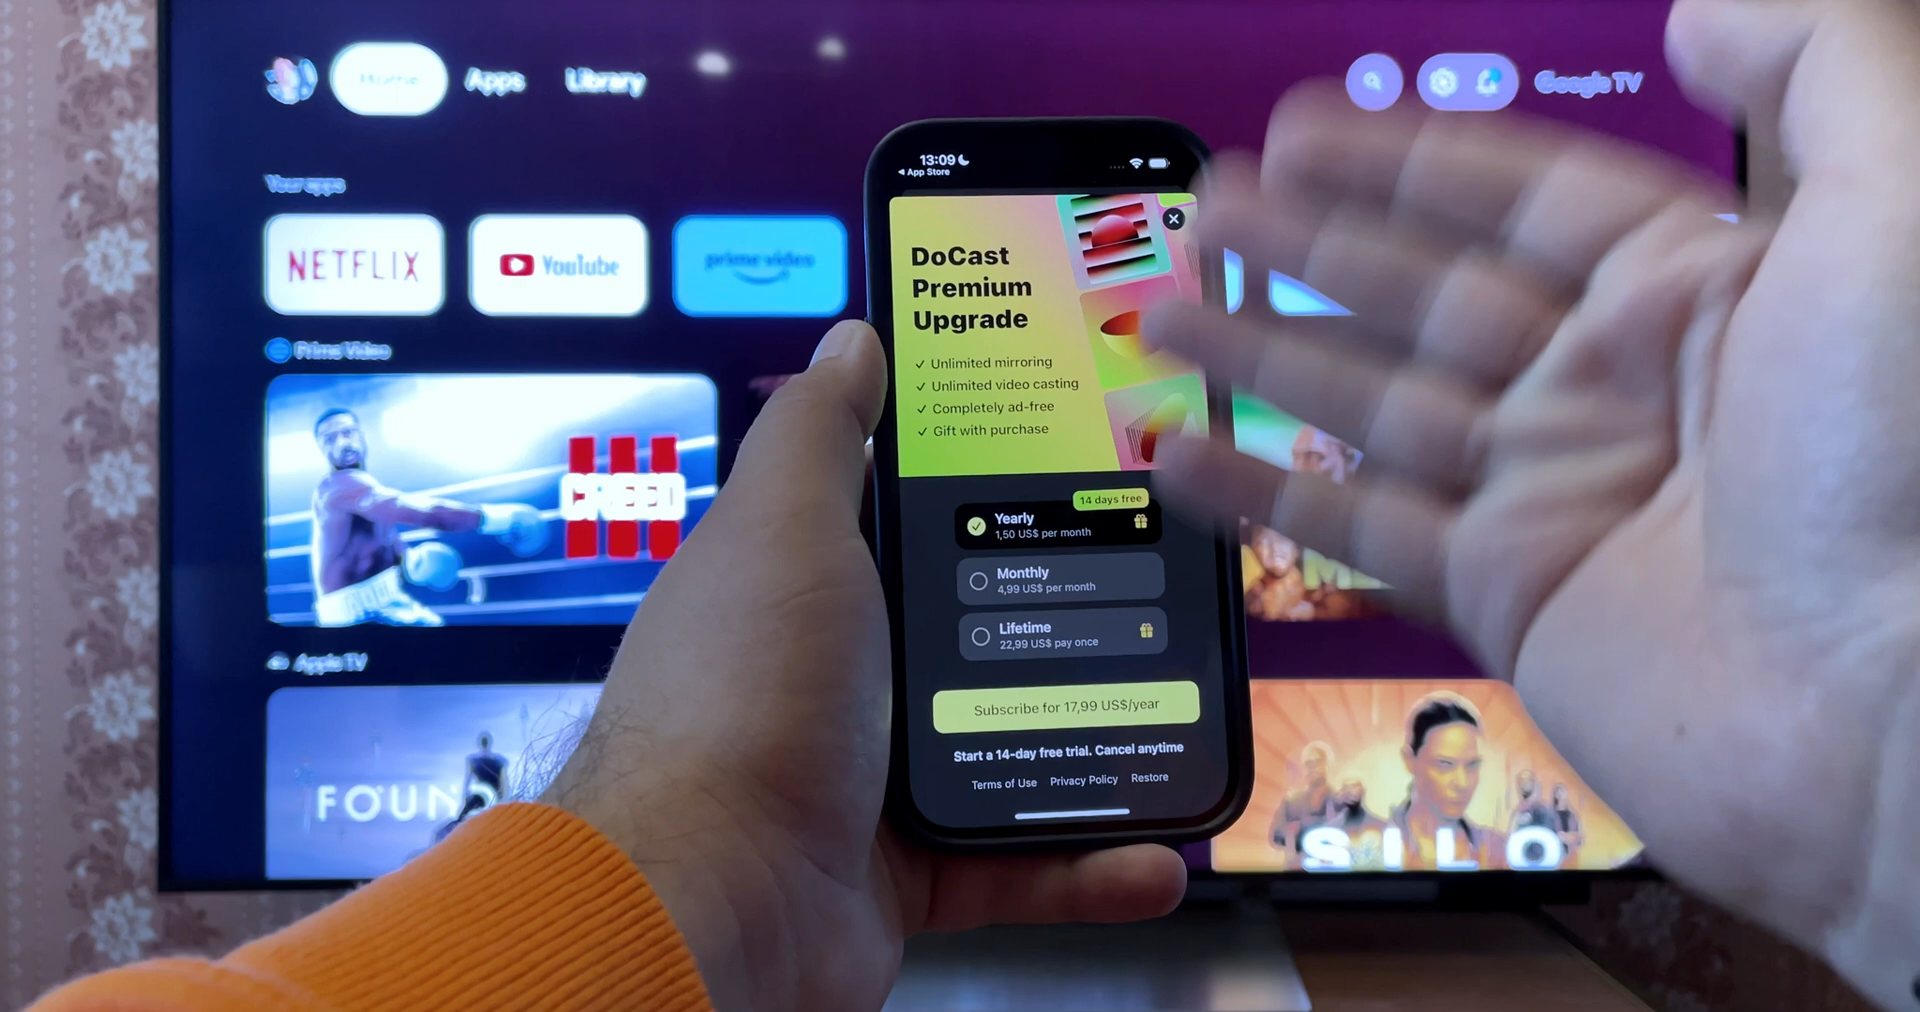 Home
Apps
Library
Google TV
Your apps
NETFLIX
YouTube
prime video
Prime Video
CREED
Apple TV
FOUND
SILO
13:09
App Store
DoCast
Premium
Upgrade
✓ Unlimited mirroring
✓ Unlimited video casting
✓ Completely ad-free
✓ Gift with purchase
14 days free
Yearly
1,50 US$ per month
Monthly
4,99 US$ per month
Lifetime
22,99 US$ pay once
Subscribe for 17,99 US$/year
Start a 14-day free trial. Cancel anytime
Terms of Use Privacy Policy Restore